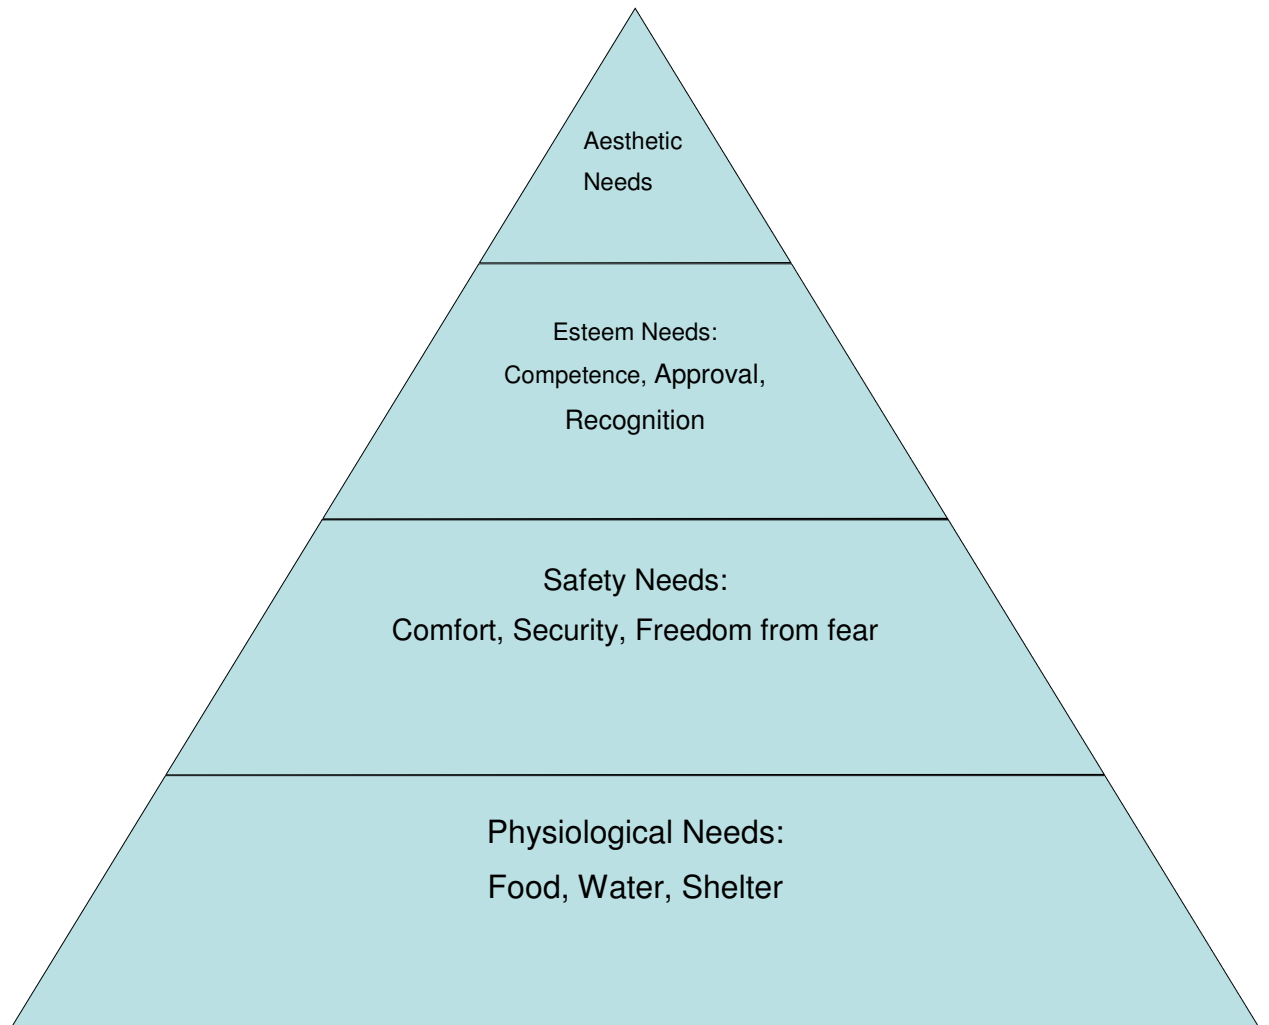 Aesthetic
Needs
Esteem Needs:
Competence, Approval,
Recognition
Safety Needs:
Comfort, Security, Freedom from fear
Physiological Needs:
Food, Water, Shelter